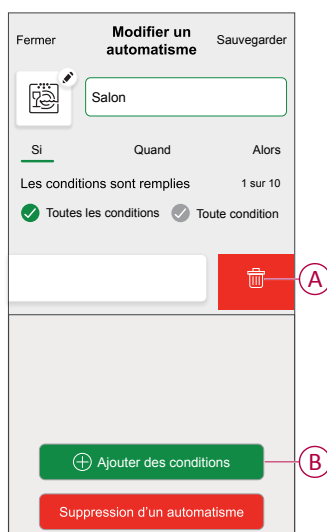 Fermer
Modifier un
automatisme
Sauvegarder
Salon
Si
Quand
Alors
Les conditions sont remplies
1 sur 10
Toutes les conditions
Toute condition
A
Ajouter des conditions
B
Suppression d'un automatisme